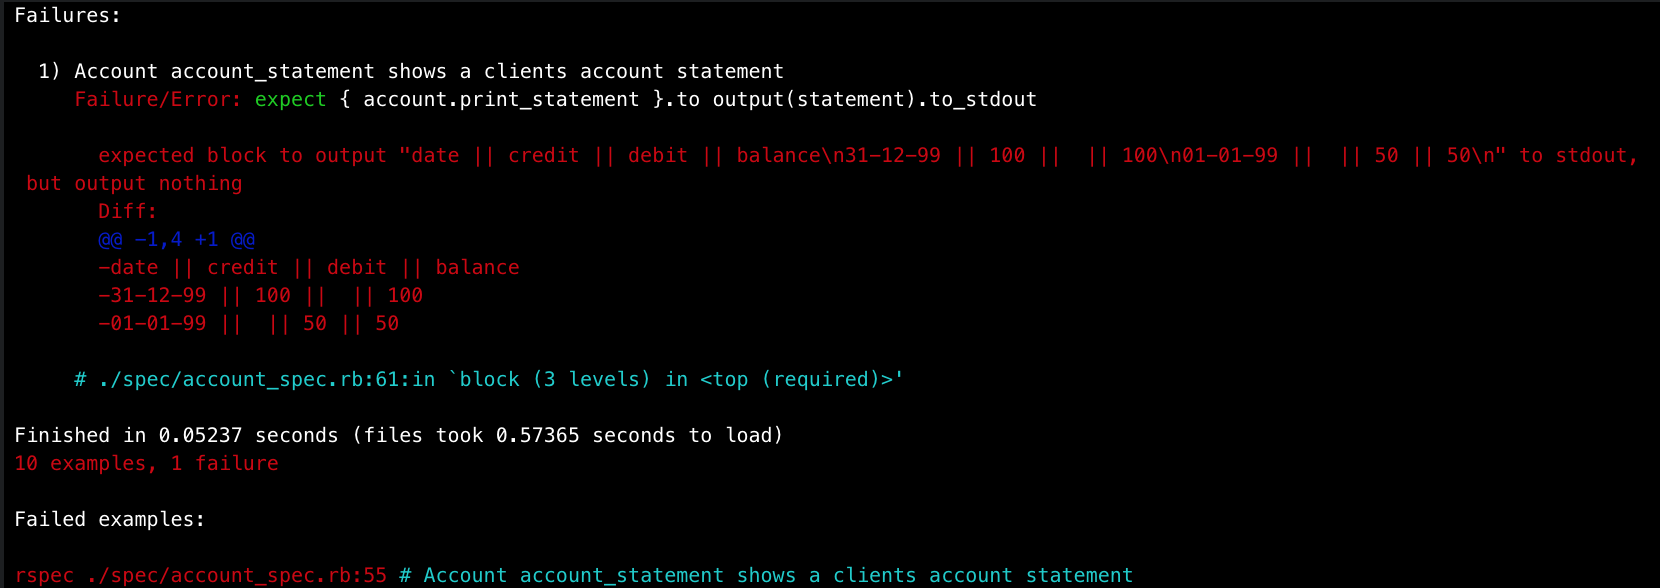 Failures:

  1) Account account_statement shows a clients account statement
     Failure/Error: expect { account.print_statement }.to output(statement).to_stdout

       expected block to output "date || credit || debit || balance\n31-12-99 || 100 ||  || 100\n01-01-99 ||  || 50 || 50\n" to stdout,
 but output nothing
       Diff:
       @@ -1,4 +1 @@
       -date || credit || debit || balance
       -31-12-99 || 100 ||  || 100
       -01-01-99 ||  || 50 || 50

     # ./spec/account_spec.rb:61:in `block (3 levels) in <top (required)>'

Finished in 0.05237 seconds (files took 0.57365 seconds to load)
10 examples, 1 failure

Failed examples:

rspec ./spec/account_spec.rb:55 # Account account_statement shows a clients account statement